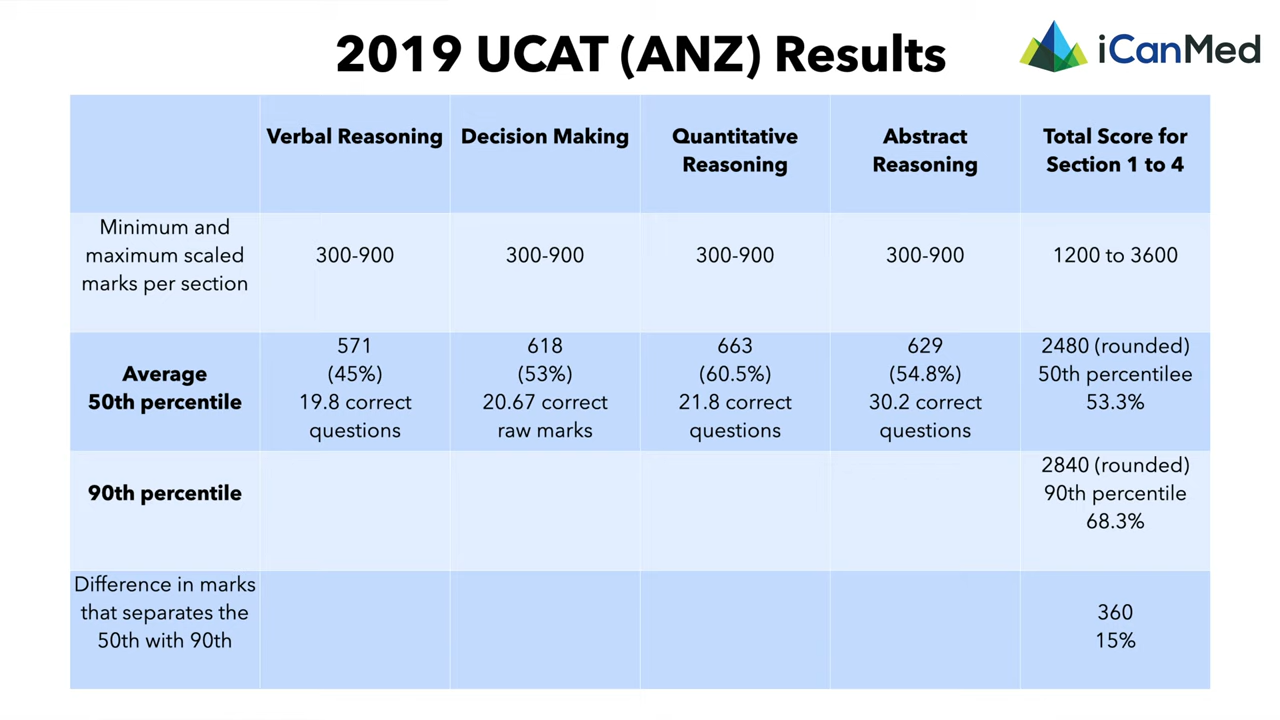 2019 UCAT (ANZ) Results
iCanMed
Verbal Reasoning
Decision Making
Quantitative
Reasoning
Abstract
Reasoning
Total Score for
Section 1 to 4
Minimum and
maximum scaled
marks per section
300-900
300-900
300-900
300-900
1200 to 3600
Average
50th percentile
571
(45%)
19.8 correct
questions
618
(53%)
20.67 correct
raw marks
663
(60.5%)
21.8 correct
questions
629
(54.8%)
30.2 correct
questions
2480 (rounded)
50th percentilee
53.3%
90th percentile
2840 (rounded)
90th percentile
68.3%
Difference in marks
that separates the
50th with 90th
360
15%